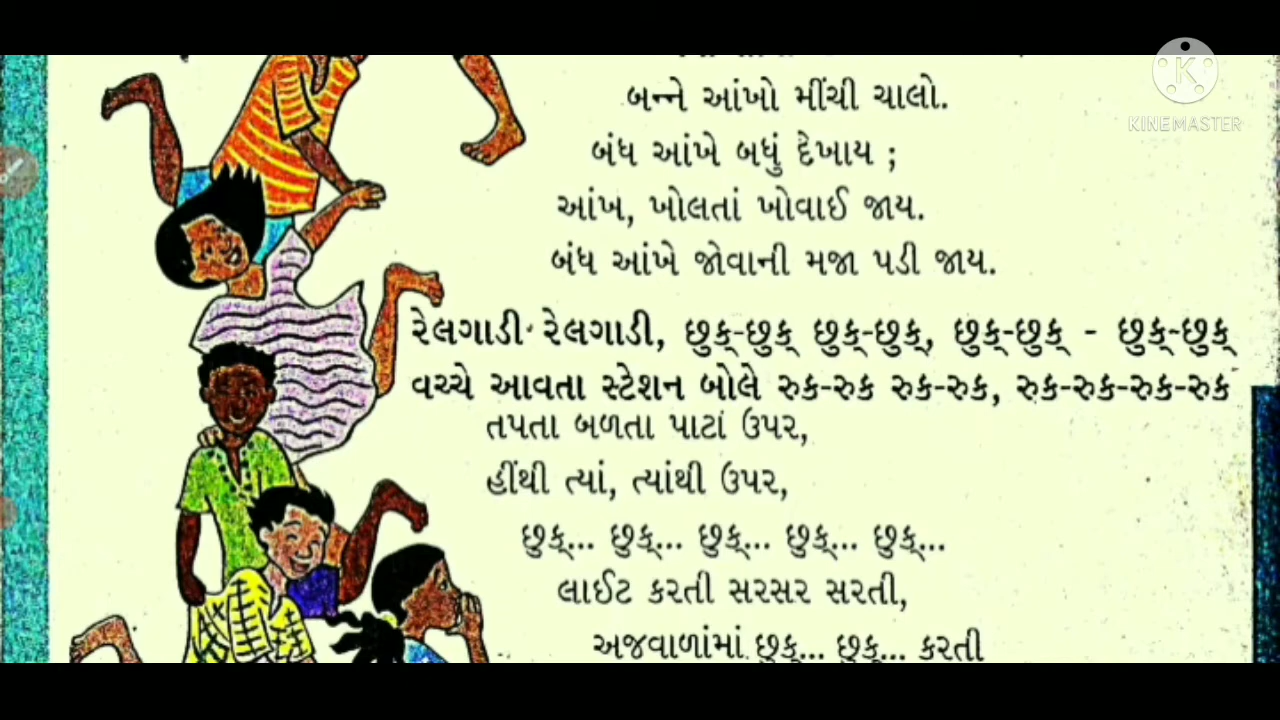 KINEMASTER
બન્ને આંખો મીંચી ચાલો.
બંધ આંખે બધું દેખાય ;
આંખ, ખોલતાં ખોવાઈ જાય.
બંધ આંખે જોવાની મજા પડી જાય.
રેલગાડી રેલગાડી, છુક્-છુક્ છુક્-છુક્, છુક્-છુક્ - છુક્-છુક્
વચ્ચે આવતા સ્ટેશન બોલે રુક-રુક રુક-રુક, રુક-રુક-રુક-રુક
તપતા બળતા પાટા ઉપર,
હીંથી ત્યાં, ત્યાંથી ઉપર,
છુક્... છુક્... છુક્... છુક્... છુક્...
લાઈટ કરતી સરસર સરતી,
અજવાળાંમાં છુક્... છુક્... કરતી